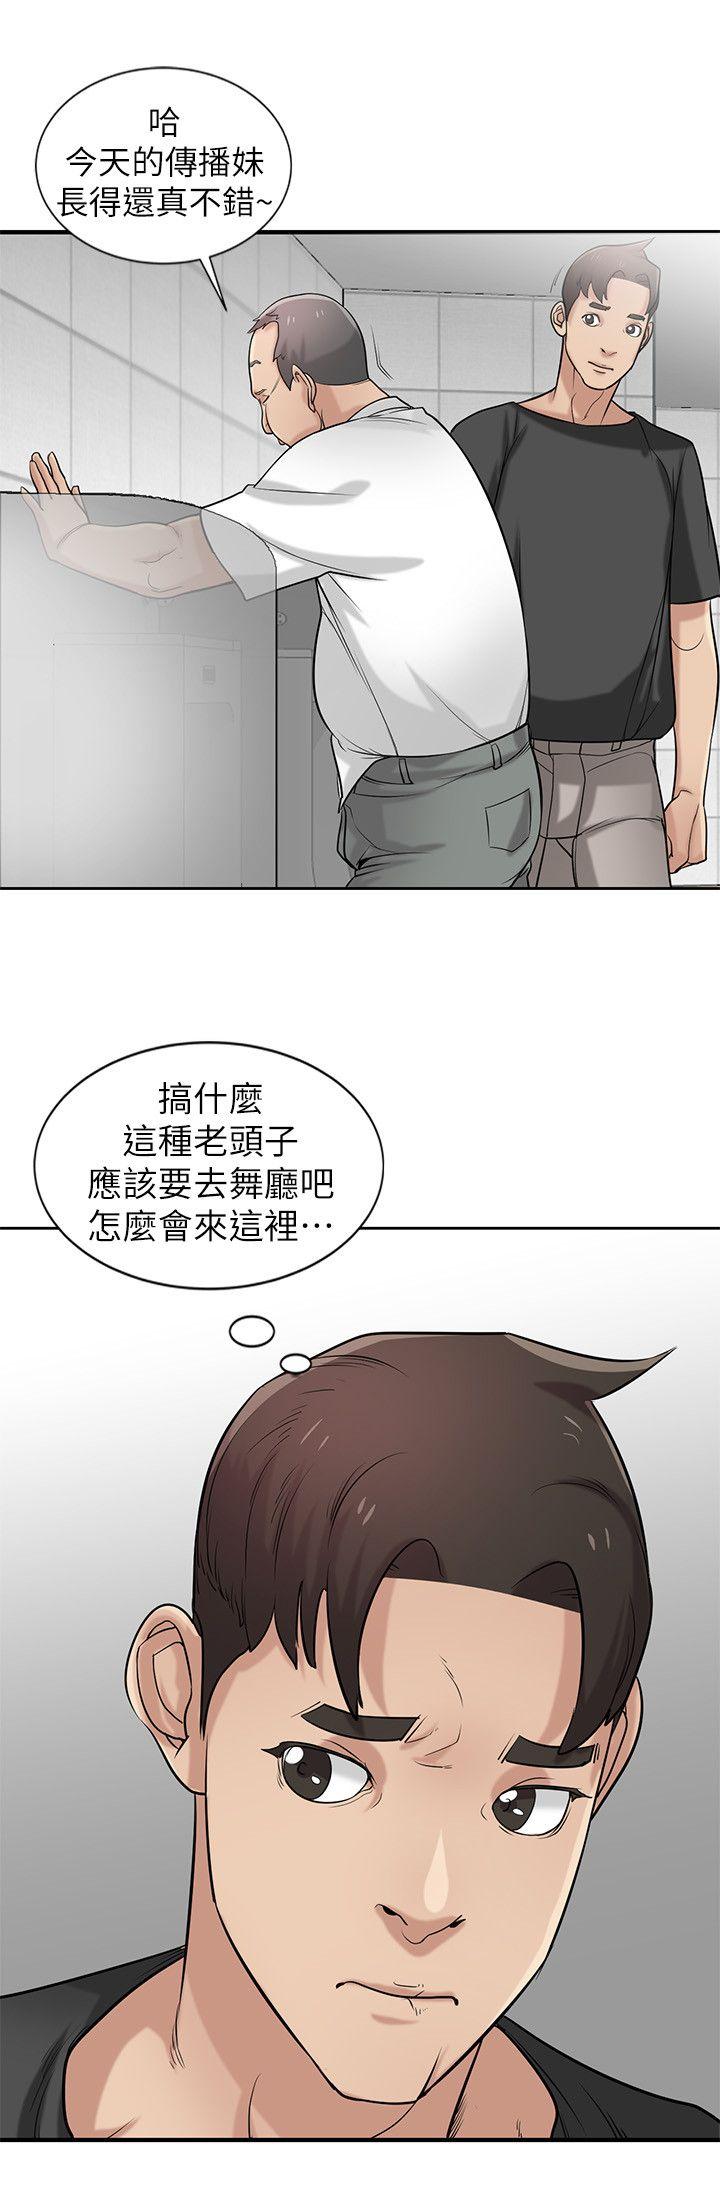 哈
今天的傳播妹
長得還真不錯~
搞什麼
這種老頭子
應該要去舞廳吧
怎麼會來這裡⋯